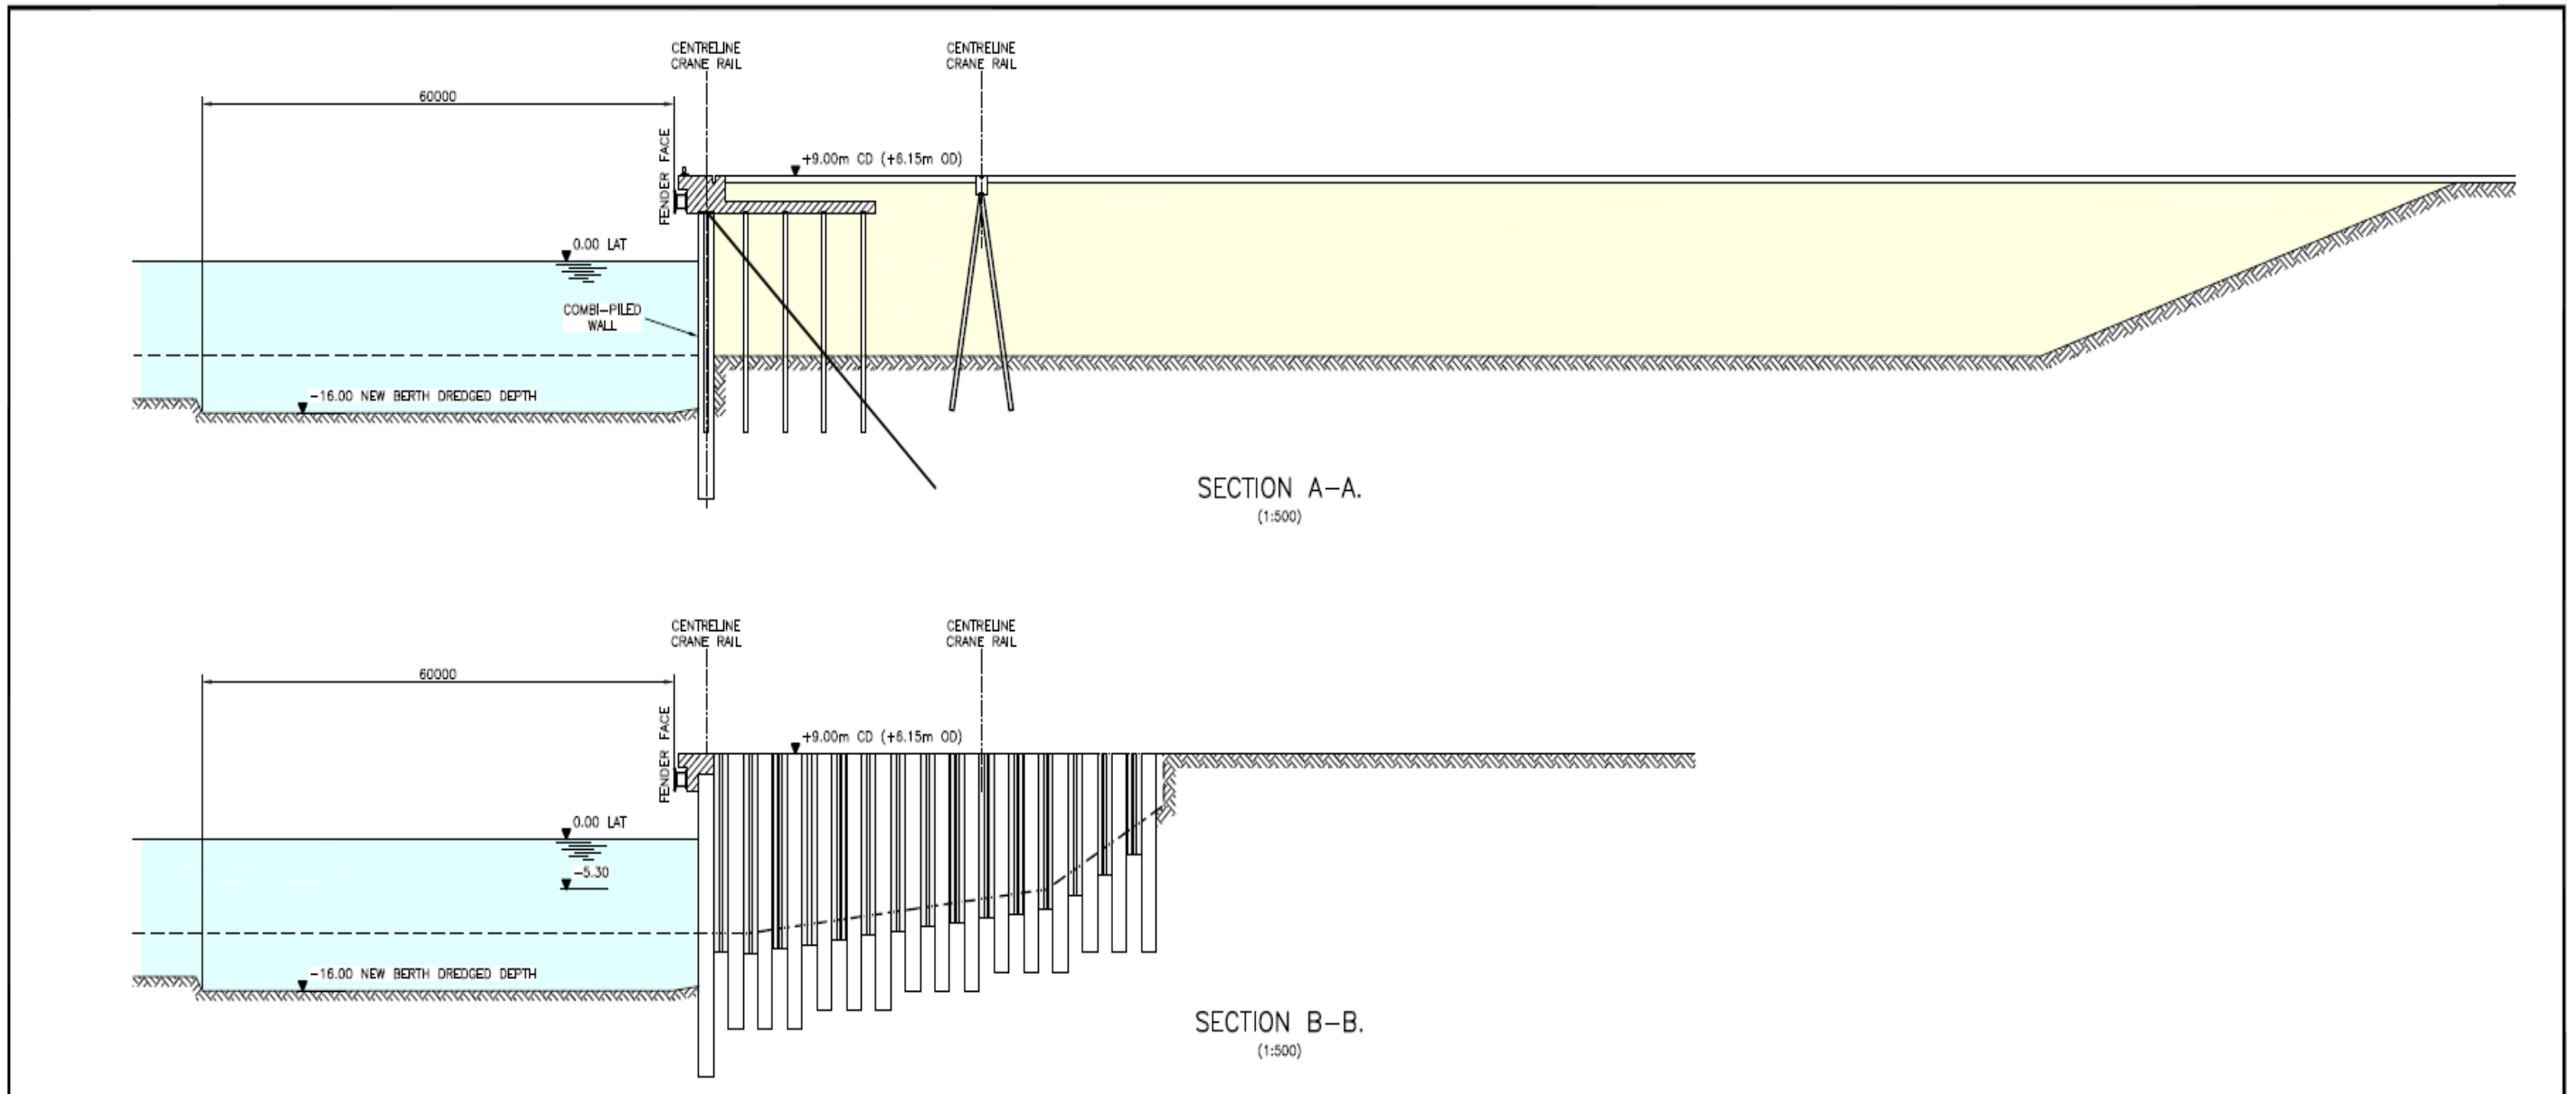 CENTRELINE
CRANE RAIL
CENTRELINE
CRANE RAIL
60000
FENDER FACE
+9.00m CD (+6.15m OD)
0.00 LAT
COMBI-PILED
WALL
-16.00 NEW BERTH DREDGED DEPTH
SECTION A-A.
(1:500)
CENTRELINE
CRANE RAIL
CENTRELINE
CRANE RAIL
60000
FENDER FACE
+9.00m CD (+6.15m OD)
0.00 LAT
-5.30
-16.00 NEW BERTH DREDGED DEPTH
SECTION B-B.
(1:500)